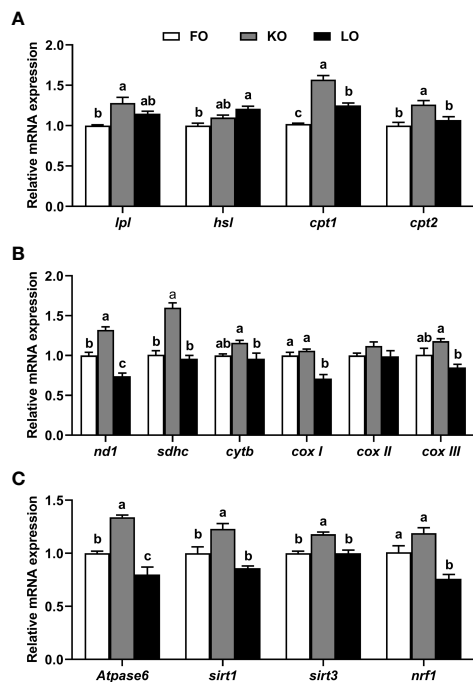 A
FO KO LO
Relative mRNA expression
2.0
1.5
1.0
0.5
0.0
b a ab
b ab a
c a b
b a b
lpl hsl cpt1 cpt2
B
Relative mRNA expression
2.0
1.5
1.0
0.5
0.0
b a c
b a b
ab a b
a a b
ab a b
nd1 sdhc cytb cox I cox II cox III
C
Relative mRNA expression
1.5
1.0
0.5
0.0
b a c
b a b
b a b
a a b
Atpase6 sirt1 sirt3 nrf1